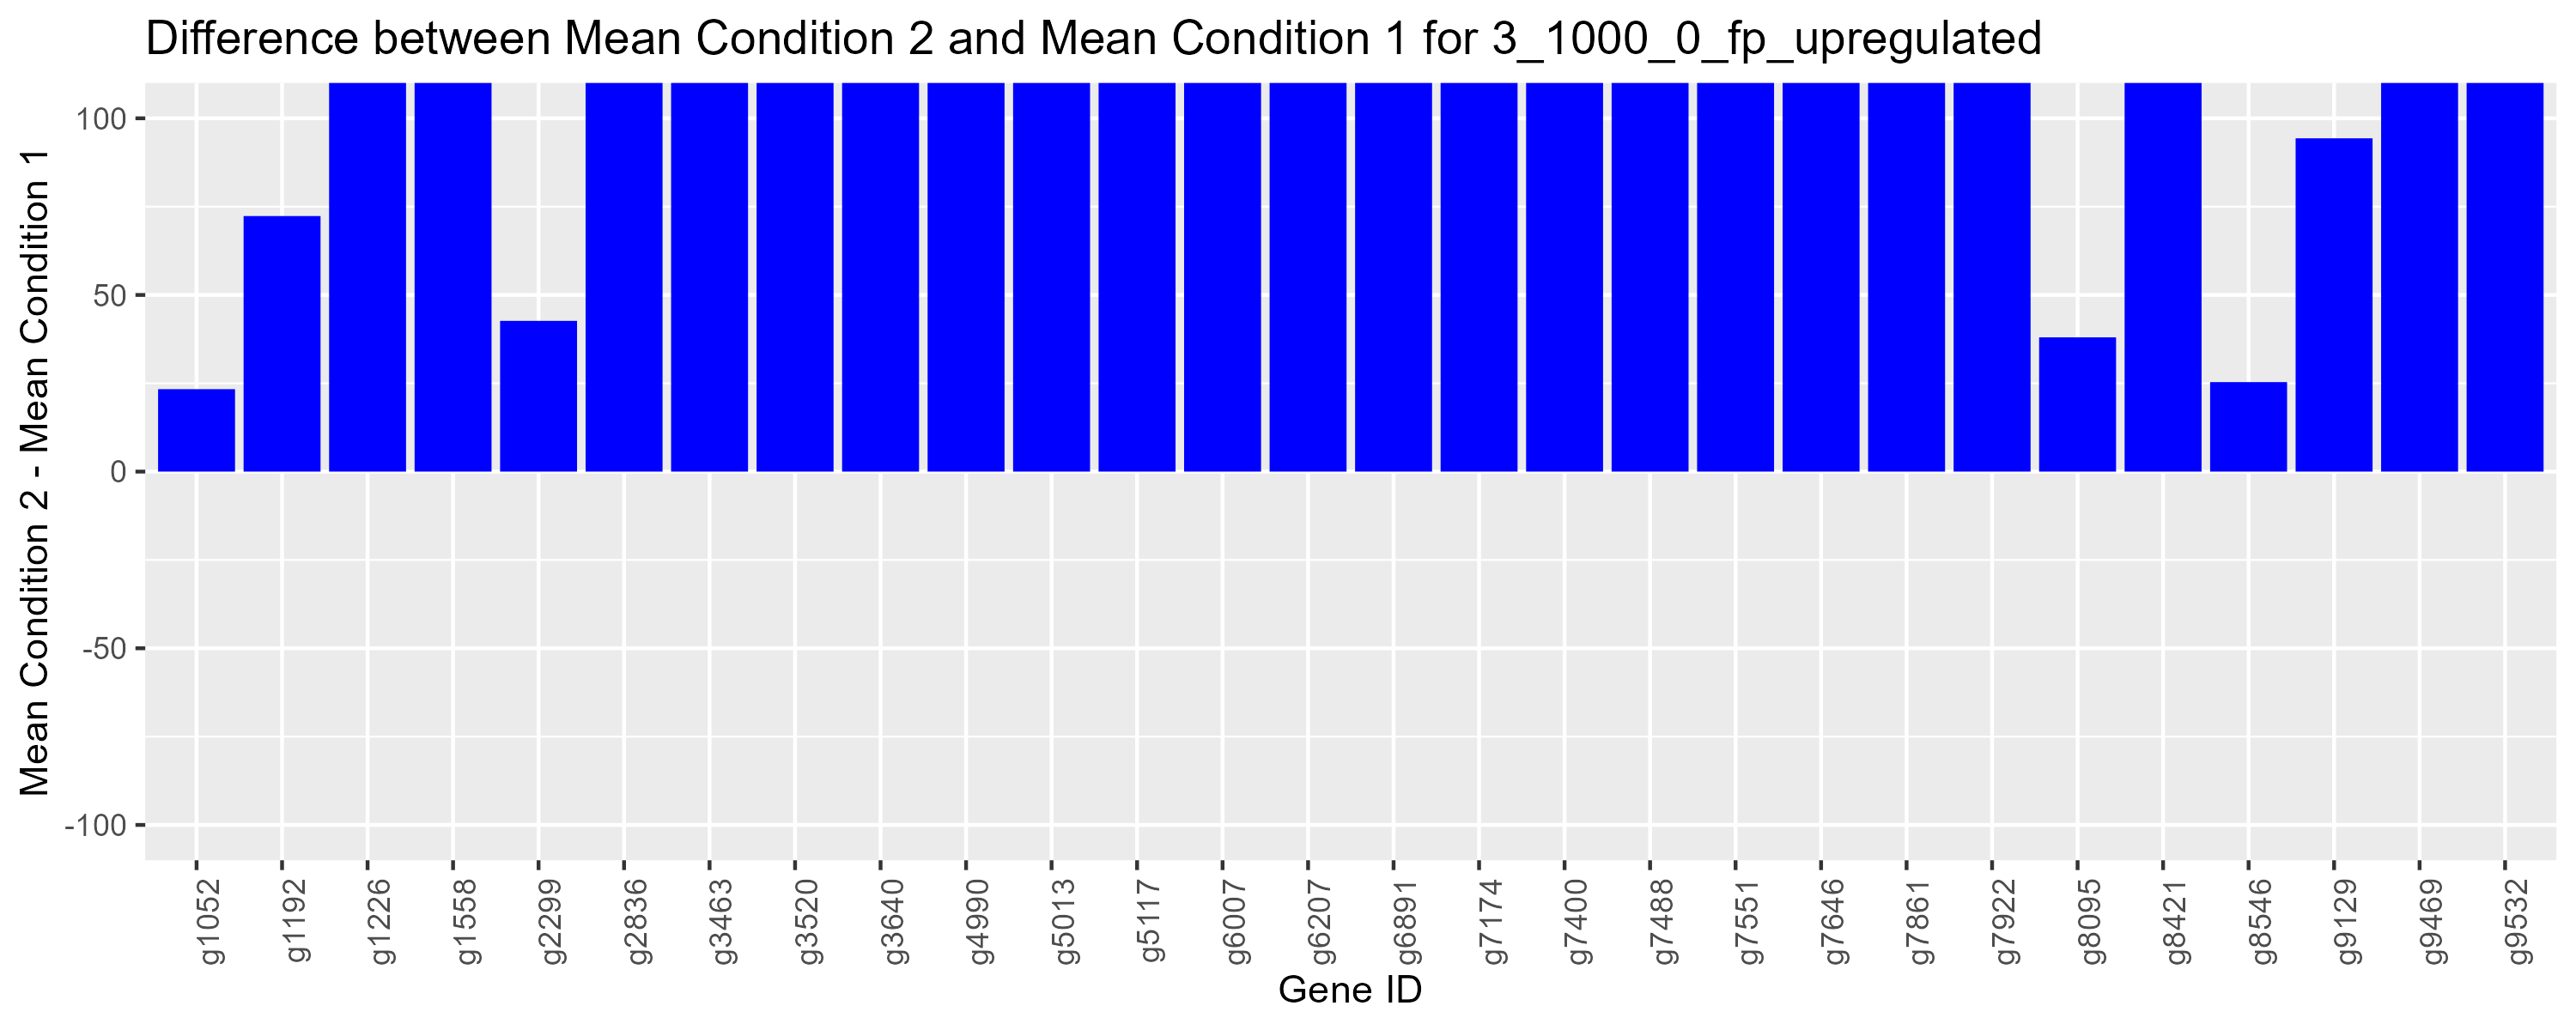 Difference between Mean Condition 2 and Mean Condition 1 for 3_1000_0_fp_upregulated
Mean Condition 2 - Mean Condition 1
100
50
0
-50
-100
g1052
g1192
g1226
g1558
g2299
g2836
g3463
g3520
g3640
g4990
g5013
g5117
g6007
g6207
g6891
g7174
g7400
g7488
g7551
g7646
g7861
g7922
g8095
g8421
g8546
g9129
g9469
g9532
Gene ID